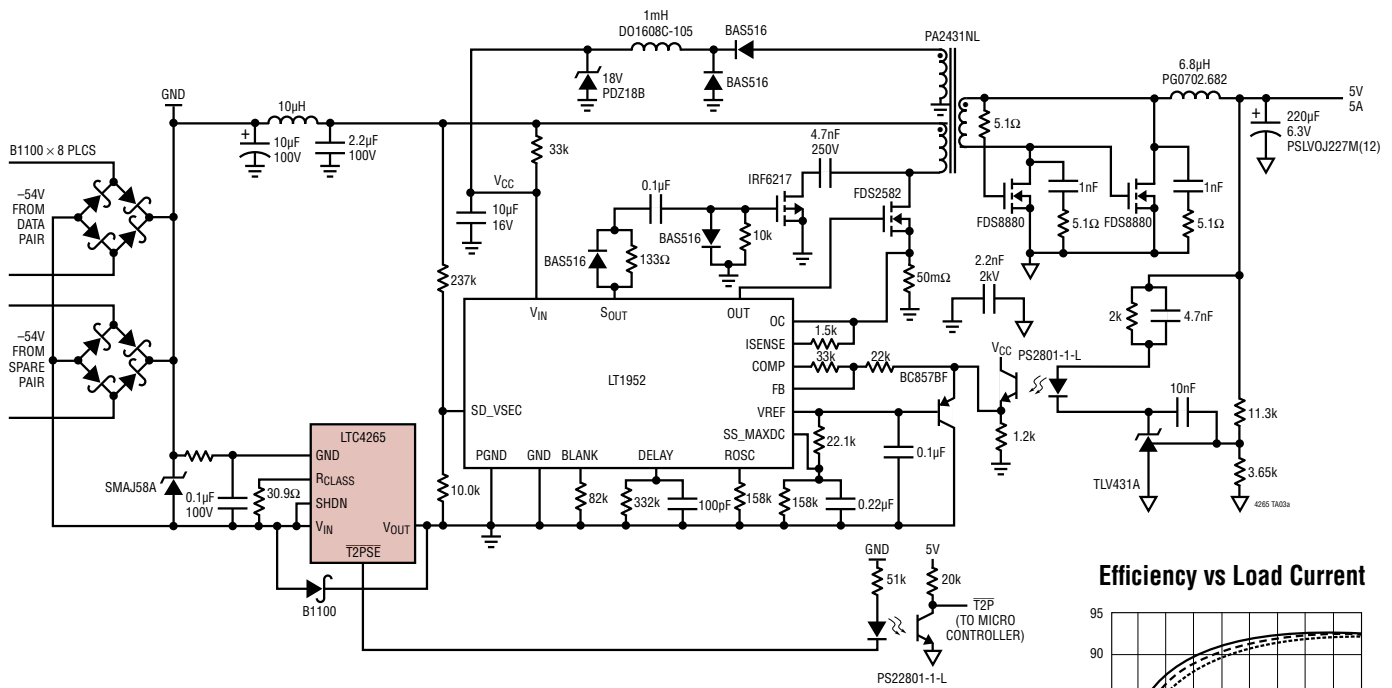 1mH
DO1608C-105
BAS516
PA2431NL
18V
PDZ18B
BAS516
6.8µH
PG0702.682
5V
5A
GND
10µH
+
10µF
100V
2.2µF
100V
33k
4.7nF
250V
5.1Ω
+
220µF
6.3V
PSLVOJ227M(12)
B1100 × 8 PLCS
–54V
FROM
DATA
PAIR
VCC
10µF
16V
0.1µF
IRF6217
FDS2582
1nF
1nF
FDS8880
5.1Ω
FDS8880
5.1Ω
BAS516
10k
BAS516
133Ω
237k
50mΩ
2.2nF
2kV
–54V
FROM
SPARE
PAIR
VIN
SOUT
OUT
OC
ISENSE
COMP
FB
VREF
SS_MAXDC
LT1952
SD_VSEC
PGND
GND
BLANK
DELAY
ROSC
1.5k
33k
22k
BC857BF
VCC
PS2801-1-L
2k
4.7nF
10nF
11.3k
1.2k
22.1k
0.1µF
TLV431A
3.65k
LTC4265
GND
RCLASS
SHDN
VIN
VOUT
T2PSE
SMAJ58A
0.1µF
100V
30.9Ω
10.0k
82k
332k
100pF
158k
158k
0.22µF
4265 TA03a
B1100
GND
51k
5V
20k
T2P
(TO MICRO
CONTROLLER)
PS22801-1-L
Efficiency vs Load Current
95
90